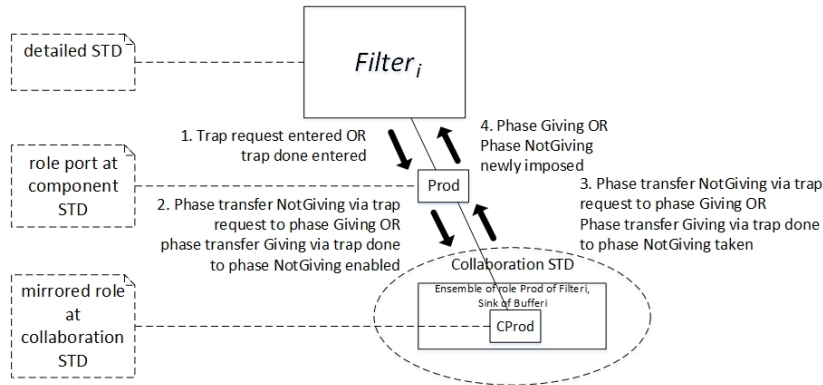 detailed STD
Filter i
1. Trap request entered OR
trap done entered
4. Phase Giving OR
Phase NotGiving
newly imposed
role port at
component
STD
Prod
2. Phase transfer NotGiving via trap
request to phase Giving OR
phase transfer Giving via trap done
to phase NotGiving enabled
3. Phase transfer NotGiving via trap
request to phase Giving OR
Phase transfer Giving via trap done
to phase NotGiving taken
Collaboration STD
mirrored role
at
collaboration
STD
Ensemble of role Prod of Filteri,
Sink of Bufferi
CProd